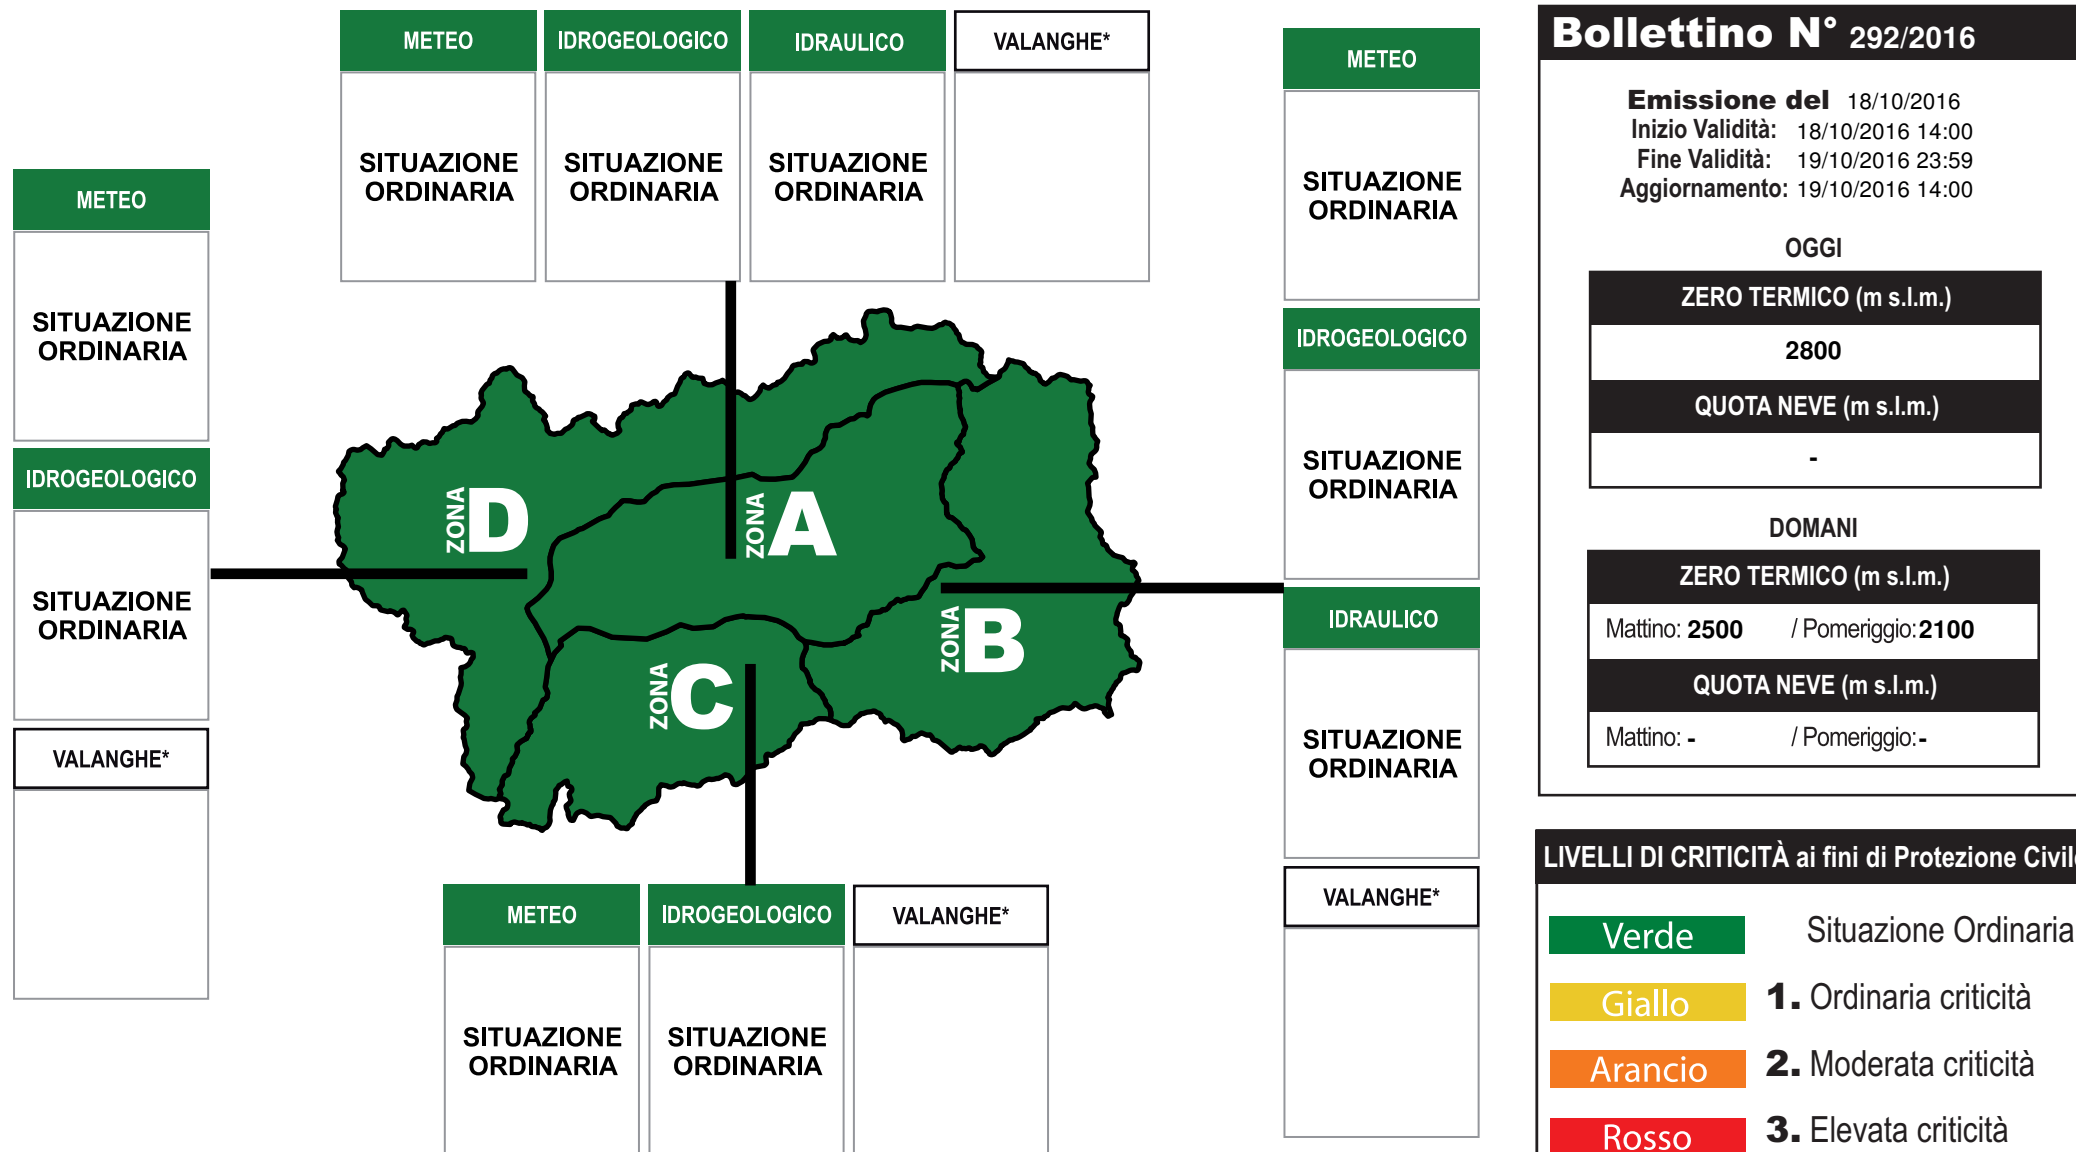 METEO
IDROGEOLOGICO
IDRAULICO
VALANGHE*
SITUAZIONE
ORDINARIA
SITUAZIONE
ORDINARIA
SITUAZIONE
ORDINARIA
METEO
SITUAZIONE
ORDINARIA
IDROGEOLOGICO
SITUAZIONE
ORDINARIA
VALANGHE*
ZONA D
ZONA A
ZONA B
ZONA C
METEO
SITUAZIONE
ORDINARIA
IDROGEOLOGICO
SITUAZIONE
ORDINARIA
IDRAULICO
SITUAZIONE
ORDINARIA
VALANGHE*
METEO
IDROGEOLOGICO
VALANGHE*
SITUAZIONE
ORDINARIA
SITUAZIONE
ORDINARIA
Bollettino N° 292/2016
Emissione del 18/10/2016
Inizio Validità: 18/10/2016 14:00
Fine Validità: 19/10/2016 23:59
Aggiornamento: 19/10/2016 14:00
OGGI
ZERO TERMICO (m s.l.m.)
2800
QUOTA NEVE (m s.l.m.)
-
DOMANI
ZERO TERMICO (m s.l.m.)
Mattino: 2500 / Pomeriggio: 2100
QUOTA NEVE (m s.l.m.)
Mattino: - / Pomeriggio: -
LIVELLI DI CRITICITÀ ai fini di Protezione Civil
Verde Situazione Ordinaria
Giallo 1. Ordinaria criticità
Arancio 2. Moderata criticità
Rosso 3. Elevata criticità